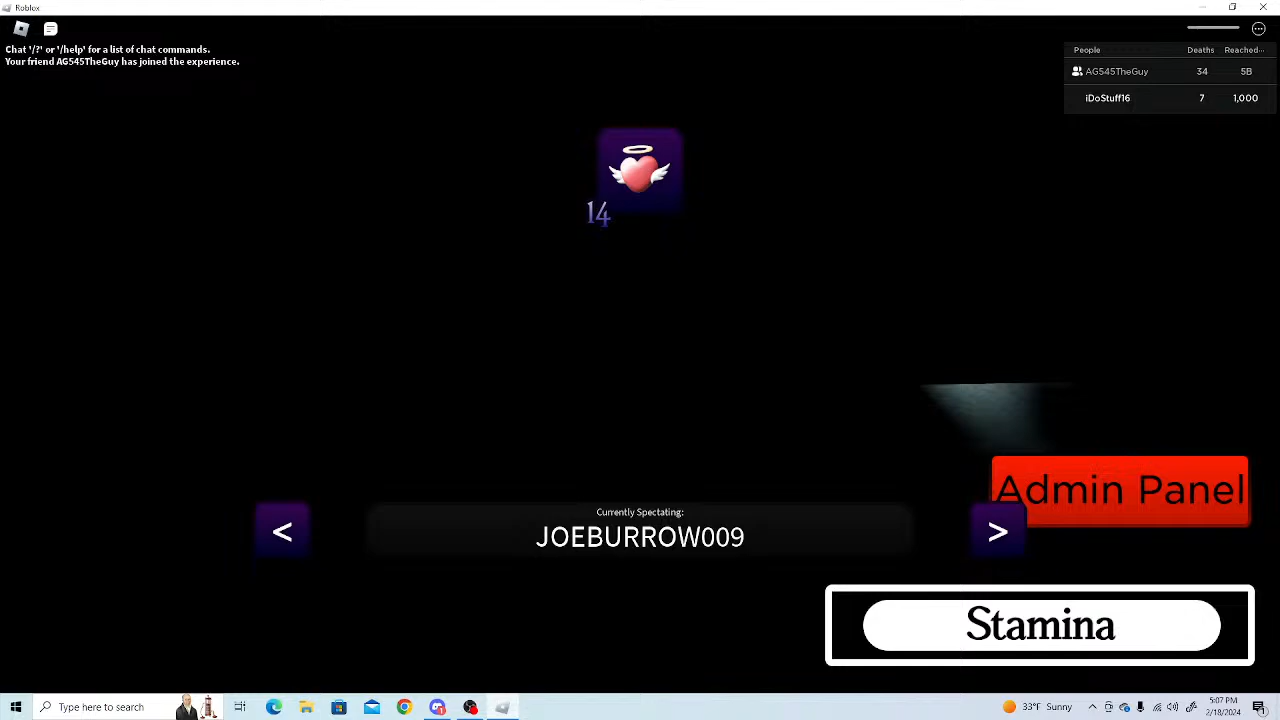 Roblox
Chat '/?' or '/help' for a list of chat commands.
Your friend AG545TheGuy has joined the experience.
People Deaths Reached...
AG545TheGuy 34 5B
iDoStuff16 7 1,000
14
Admin Panel
Currently Spectating:
< JOEBURROW009 >
Stamina
Type here to search
33°F Sunny
5:07 PM
2/18/2024